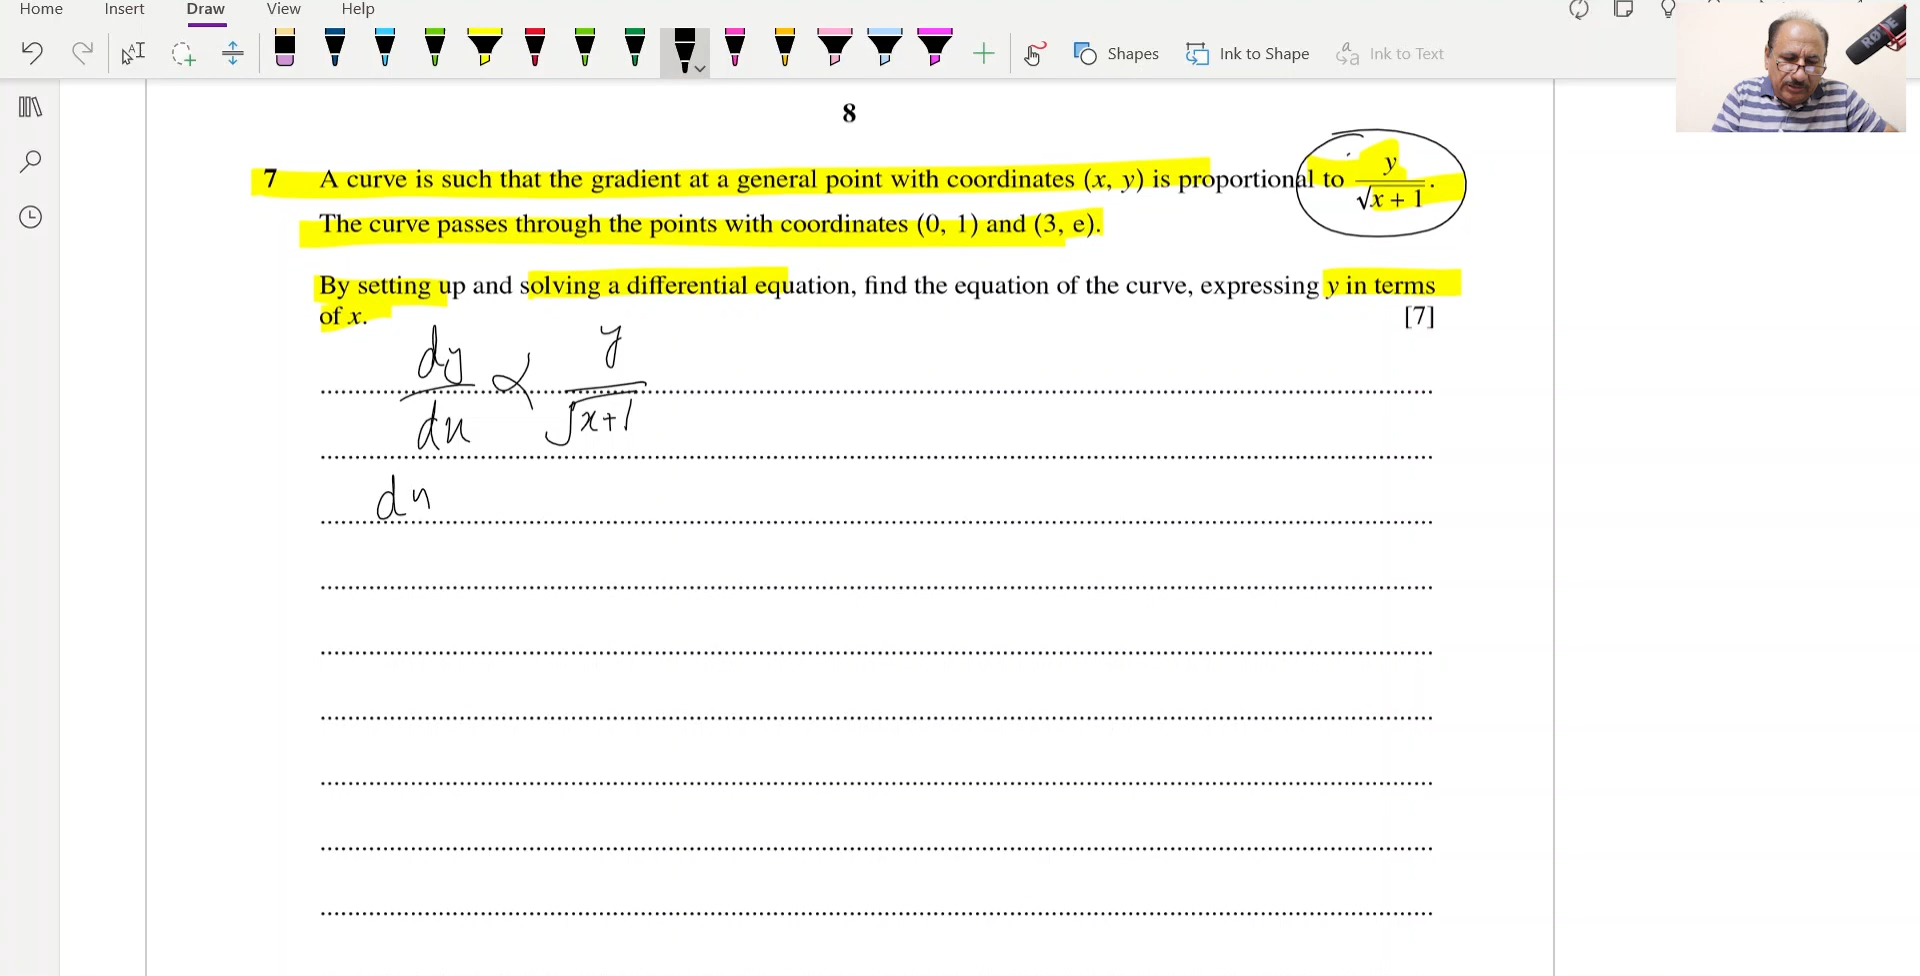 Home Insert Draw View Help
Shapes Ink to Shape Ink to Text
RODE
8
7 A curve is such that the gradient at a general point with coordinates (x, y) is proportional to y/√(x + 1).
The curve passes through the points with coordinates (0, 1) and (3, e).
By setting up and solving a differential equation, find the equation of the curve, expressing y in terms
of x. [7]
dy/dx ∝ y/√(x+1)
dx